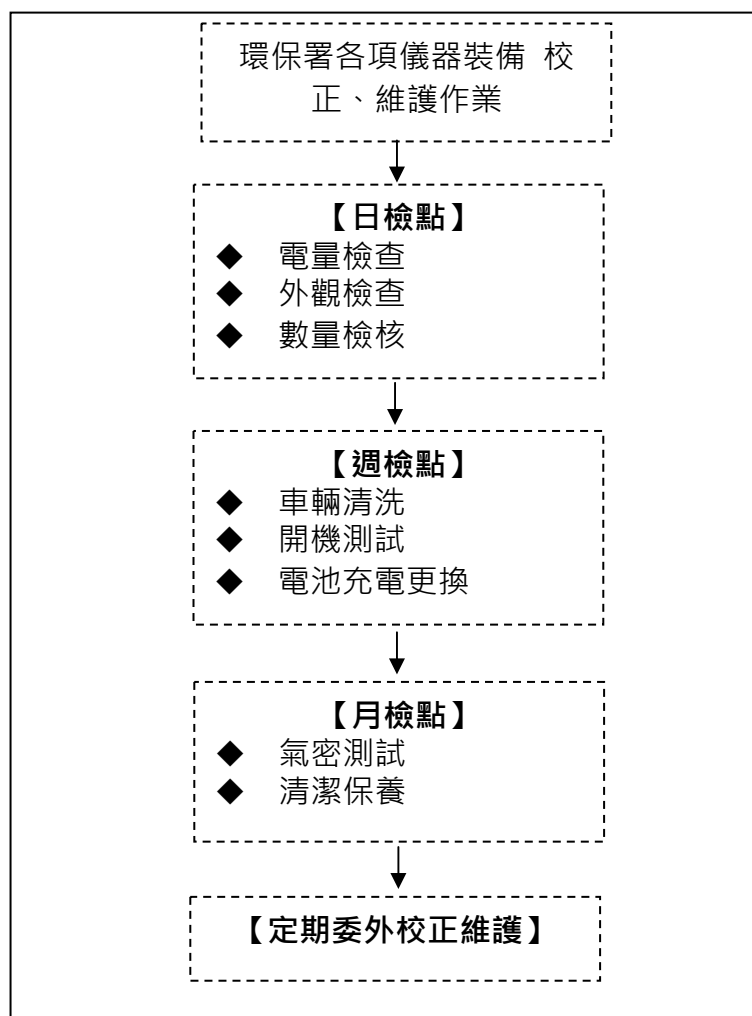 環保署各項儀器裝備 校
正、維護作業
【日檢點】
◆ 電量檢查
◆ 外觀檢查
◆ 數量檢核
【週檢點】
◆ 車輛清洗
◆ 開機測試
◆ 電池充電更換
【月檢點】
◆ 氣密測試
◆ 清潔保養
【定期委外校正維護】